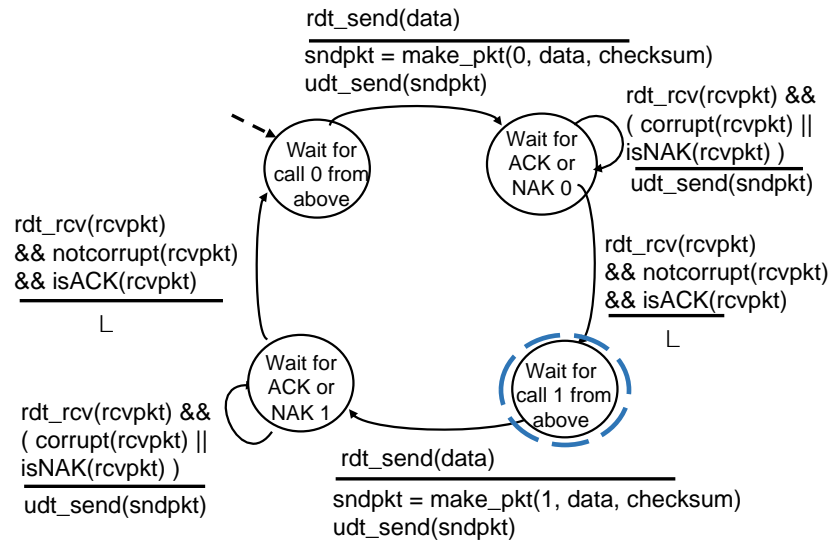 rdt_send(data)
sndpkt = make_pkt(0, data, checksum)
udt_send(sndpkt)
Wait for
call 0 from
above
Wait for
ACK or
NAK 0
rdt_rcv(rcvpkt) &&
( corrupt(rcvpkt) ||
isNAK(rcvpkt) )
udt_send(sndpkt)
rdt_rcv(rcvpkt)
&& notcorrupt(rcvpkt)
&& isACK(rcvpkt)
L
rdt_rcv(rcvpkt)
&& notcorrupt(rcvpkt)
&& isACK(rcvpkt)
L
Wait for
ACK or
NAK 1
Wait for
call 1 from
above
rdt_rcv(rcvpkt) &&
( corrupt(rcvpkt) ||
isNAK(rcvpkt) )
udt_send(sndpkt)
rdt_send(data)
sndpkt = make_pkt(1, data, checksum)
udt_send(sndpkt)